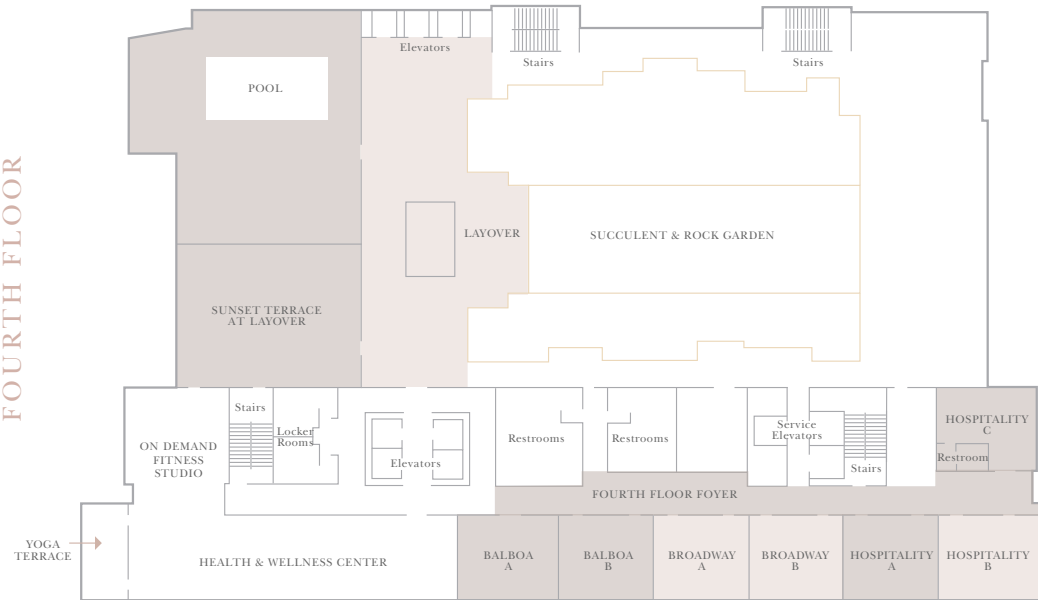 FOURTH FLOOR
Elevators
Stairs
Stairs
POOL
LAYOVER
SUCCULENT & ROCK GARDEN
SUNSET TERRACE
AT LAYOVER
Stairs
Locker
Rooms
ON DEMAND
FITNESS
STUDIO
Elevators
Restrooms
Restrooms
Service
Elevators
Stairs
HOSPITALITY
C
Restroom
FOURTH FLOOR FOYER
YOGA
TERRACE
HEALTH & WELLNESS CENTER
BALBOA
A
BALBOA
B
BROADWAY
A
BROADWAY
B
HOSPITALITY
A
HOSPITALITY
B